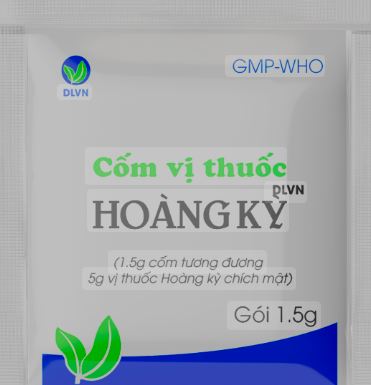 GMP-WHO
DLVN
Cốm vị thuốc
HOÀNG KỲ
DLVN
(1.5g cốm tương đương
5g vị thuốc Hoàng kỳ chích mật)
Gói 1.5g